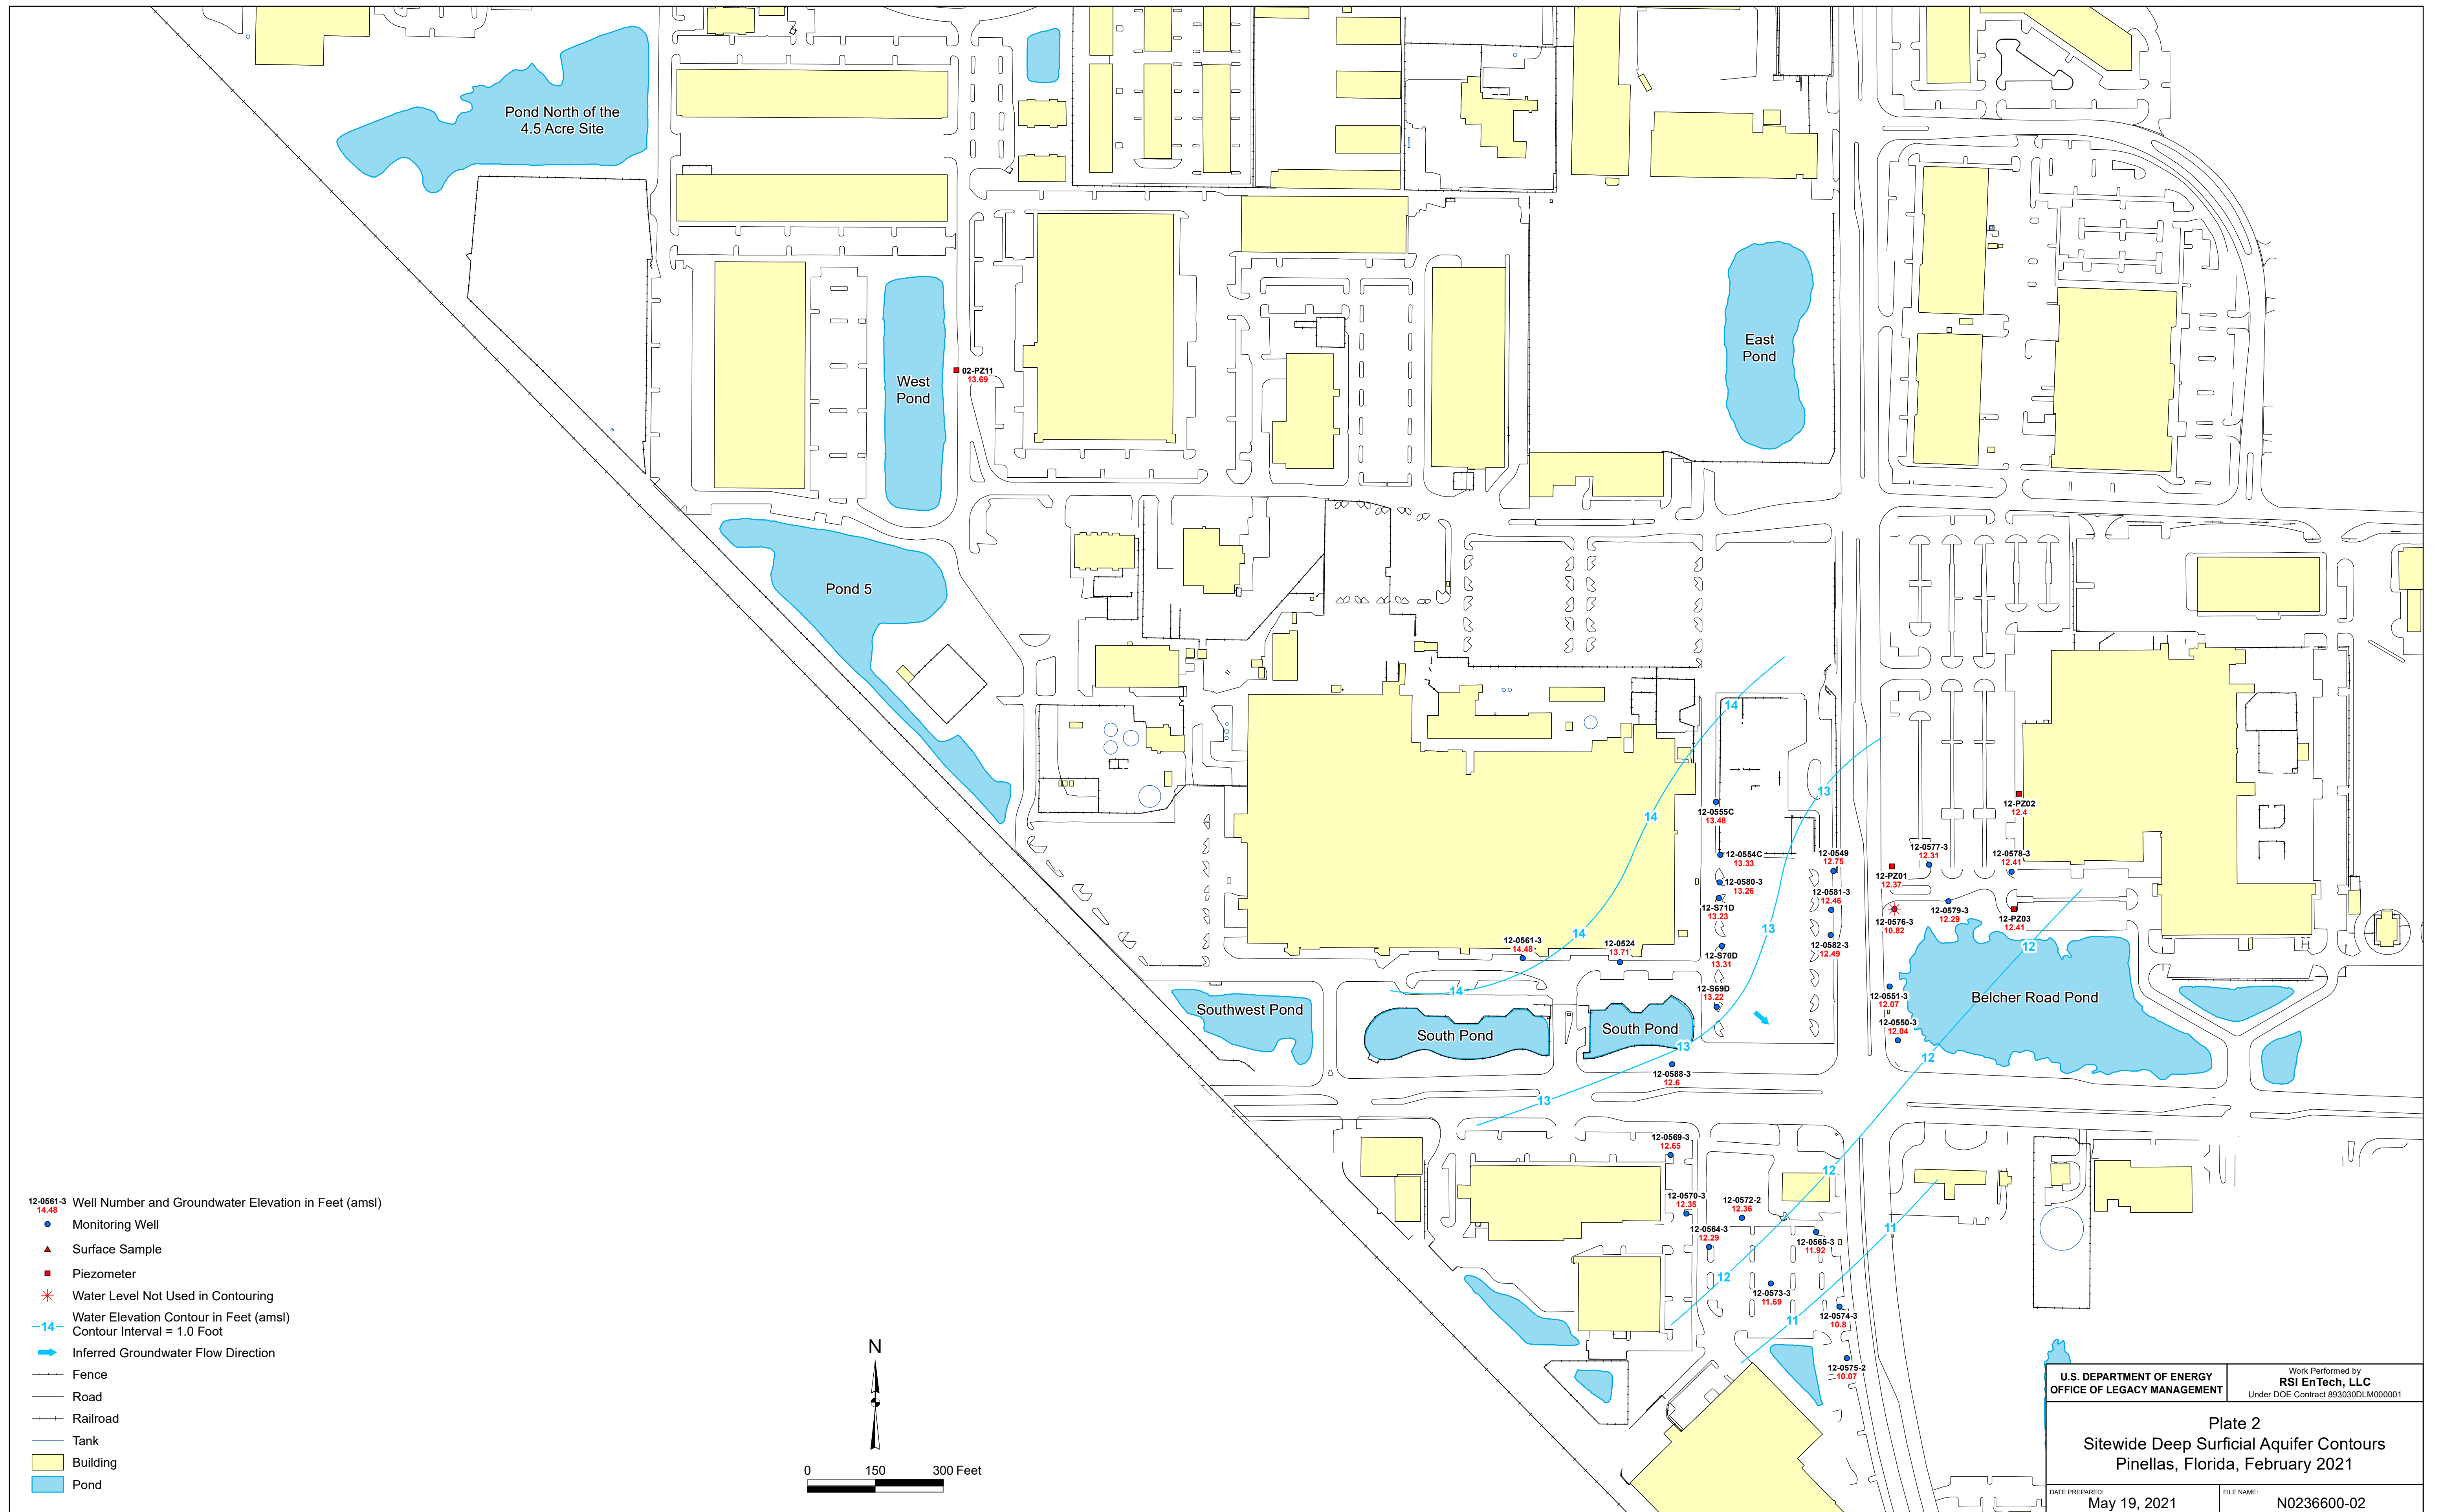 Pond North of the
4.5 Acre Site
West
Pond
02-PZ11
13.69
East
Pond
Pond 5
14
14
14
14
13
13
13
13
12
12
12
12
11
11
12-0555C
13.48
12-0554C
13.33
12-0580-3
13.26
12-S71D
13.23
12-S70D
13.31
12-S69D
13.22
12-0549
12.75
12-0581-3
12.46
12-0582-3
12.49
12-0561-3
14.48
12-0524
13.71
12-PZ02
12.4
12-0577-3
12.31
12-0578-3
12.41
12-PZ01
12.37
12-0576-3
10.82
12-0579-3
12.29
12-PZ03
12.41
12-0551-3
12.07
12-0550-3
12.04
Belcher Road Pond
Southwest Pond
South Pond
South Pond
12-0588-3
12.6
12-0569-3
12.65
12-0570-3
12.35
12-0572-2
12.36
12-0564-3
12.29
12-0565-3
11.92
12-0573-3
11.69
12-0574-3
10.8
12-0575-2
10.07
12-0561-3
14.48
Well Number and Groundwater Elevation in Feet (amsl)
Monitoring Well
Surface Sample
Piezometer
Water Level Not Used in Contouring
14
Water Elevation Contour in Feet (amsl)
Contour Interval = 1.0 Foot
Inferred Groundwater Flow Direction
Fence
Road
Railroad
Tank
Building
Pond
N
0 150 300 Feet
U.S. DEPARTMENT OF ENERGY
OFFICE OF LEGACY MANAGEMENT
Work Performed by
RSI EnTech, LLC
Under DOE Contract 893030DLM000001
Plate 2
Sitewide Deep Surficial Aquifer Contours
Pinellas, Florida, February 2021
DATE PREPARED:
May 19, 2021
FILE NAME:
N0236600-02